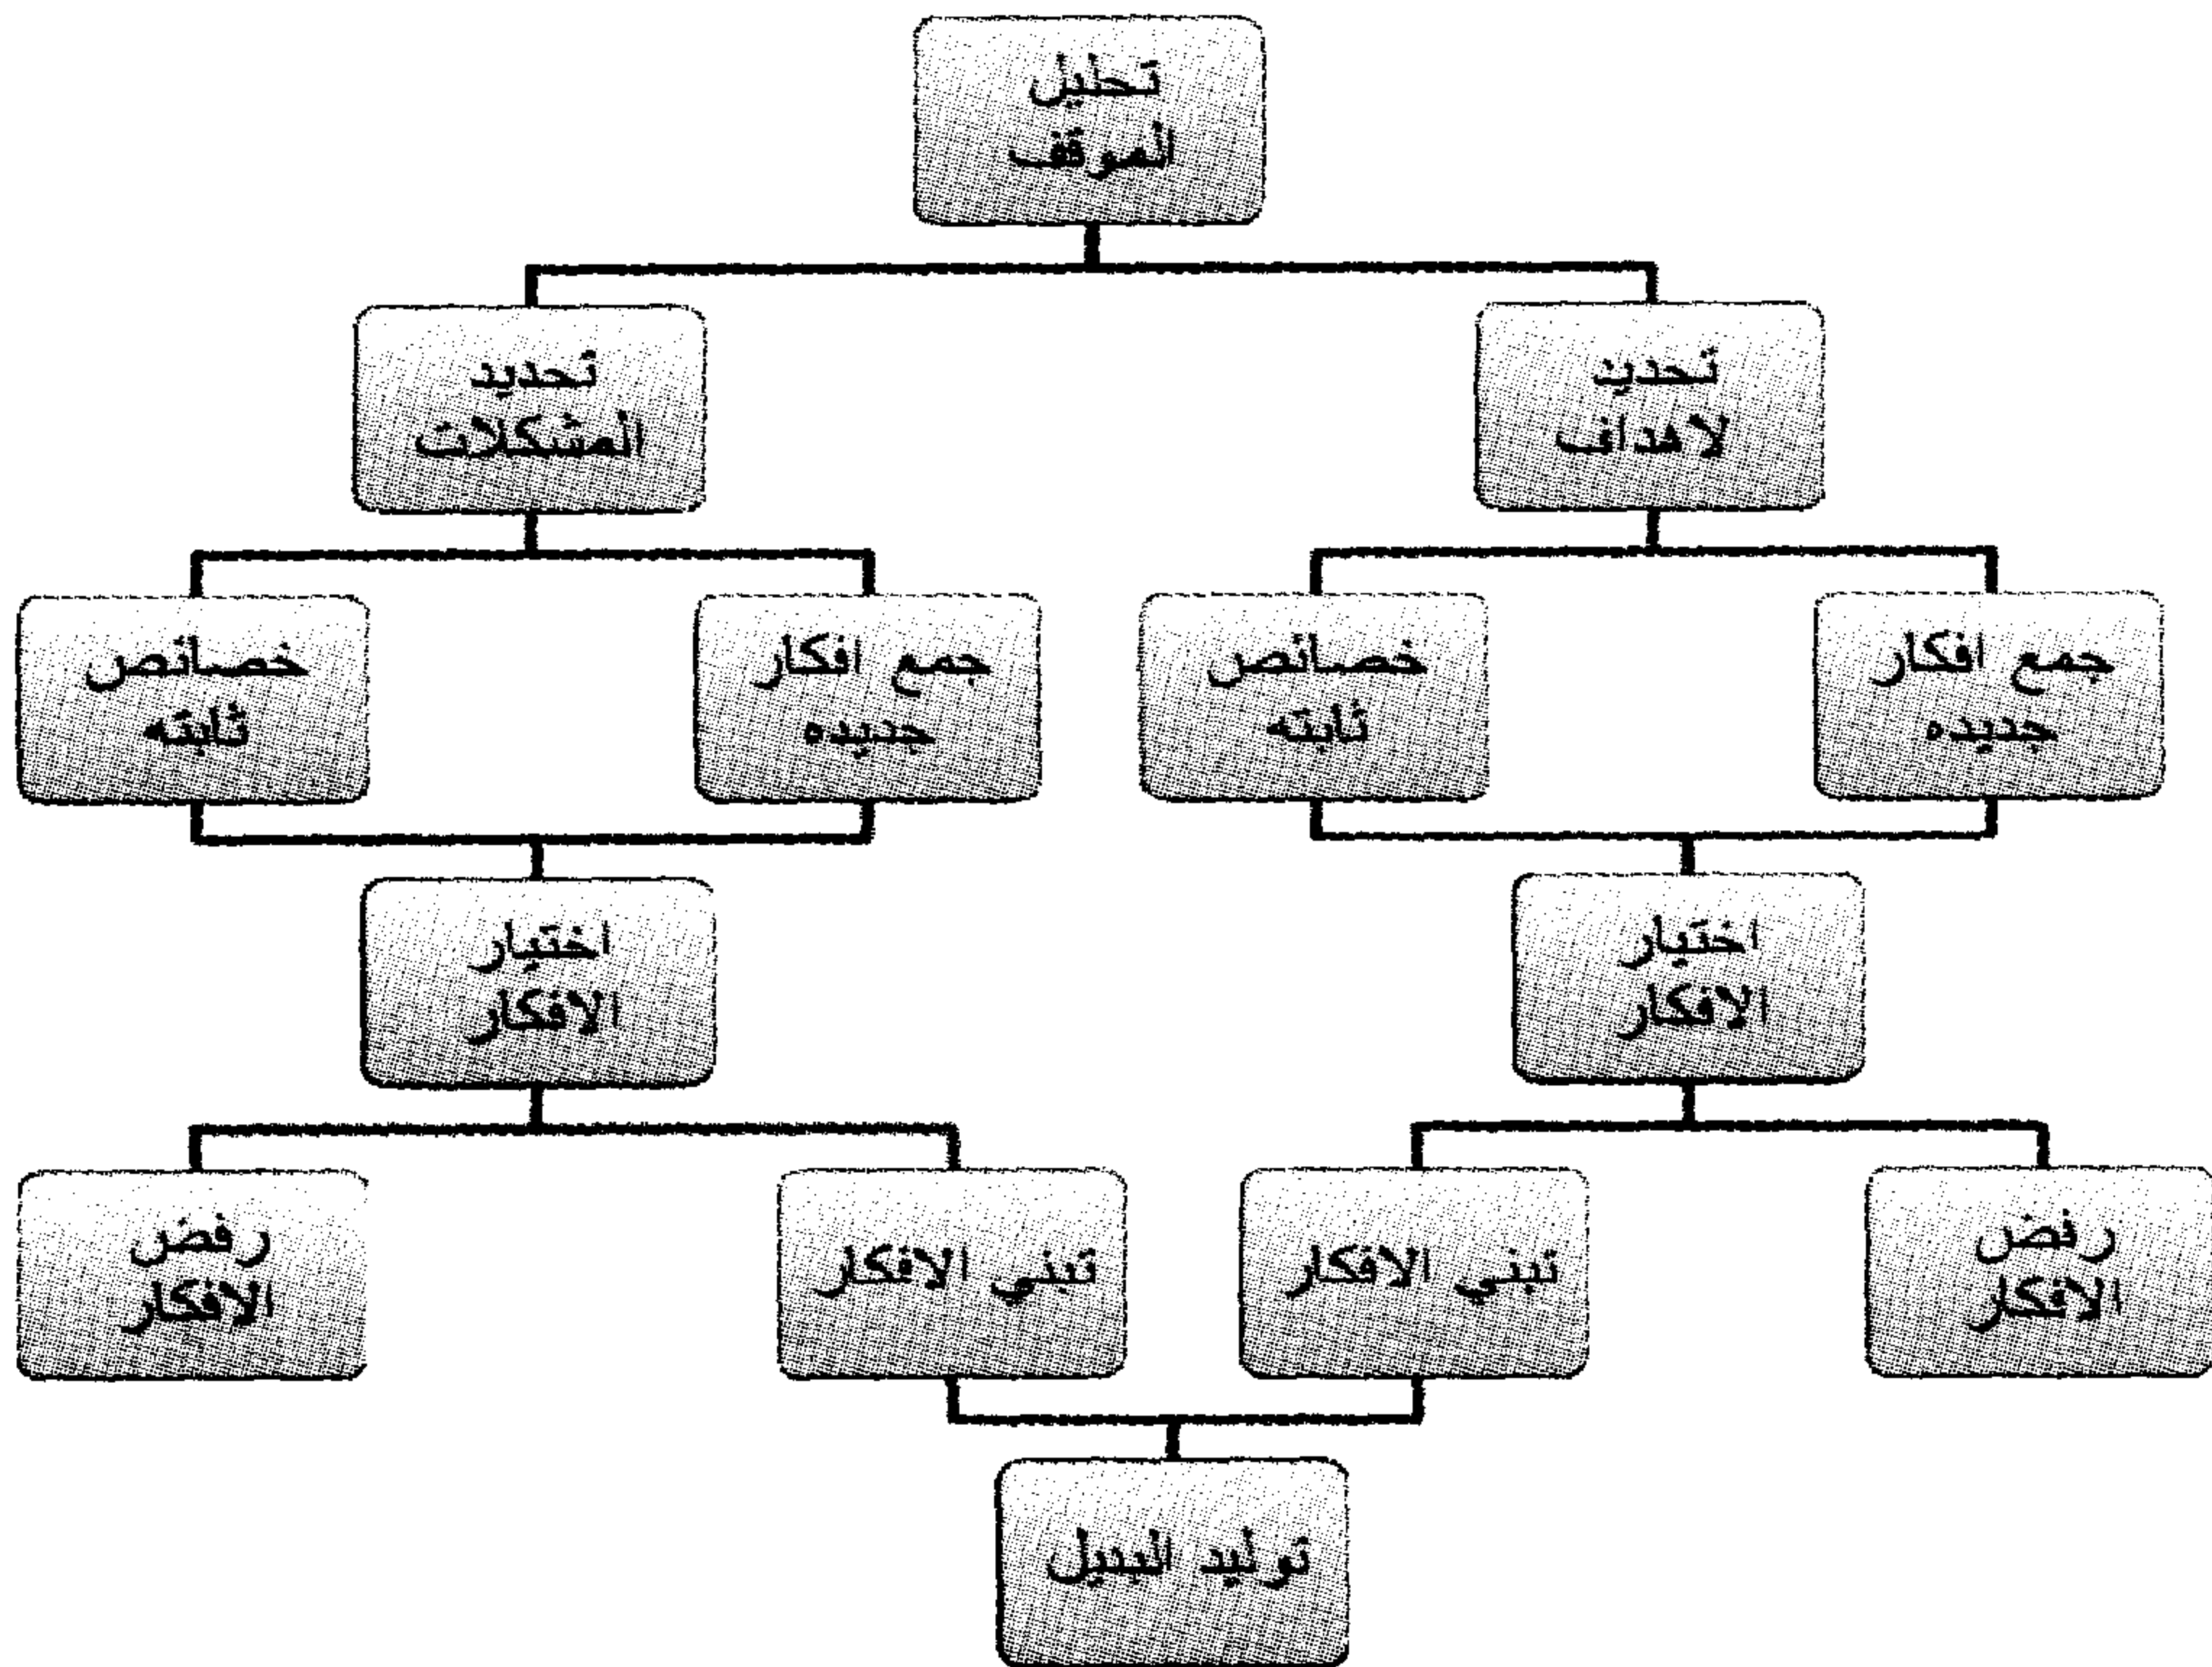 تحليل
الموقف
تحديد
لاهداف
تحديد
المشكلات
جمع افكار
جديده
خصائص
ثابته
جمع افكار
جديده
خصائص
ثابته
اختيار
الافكار
اختيار
الافكار
رفض
الافكار
تبني الافكار
تبني الافكار
رفض
الافكار
توليد البديل